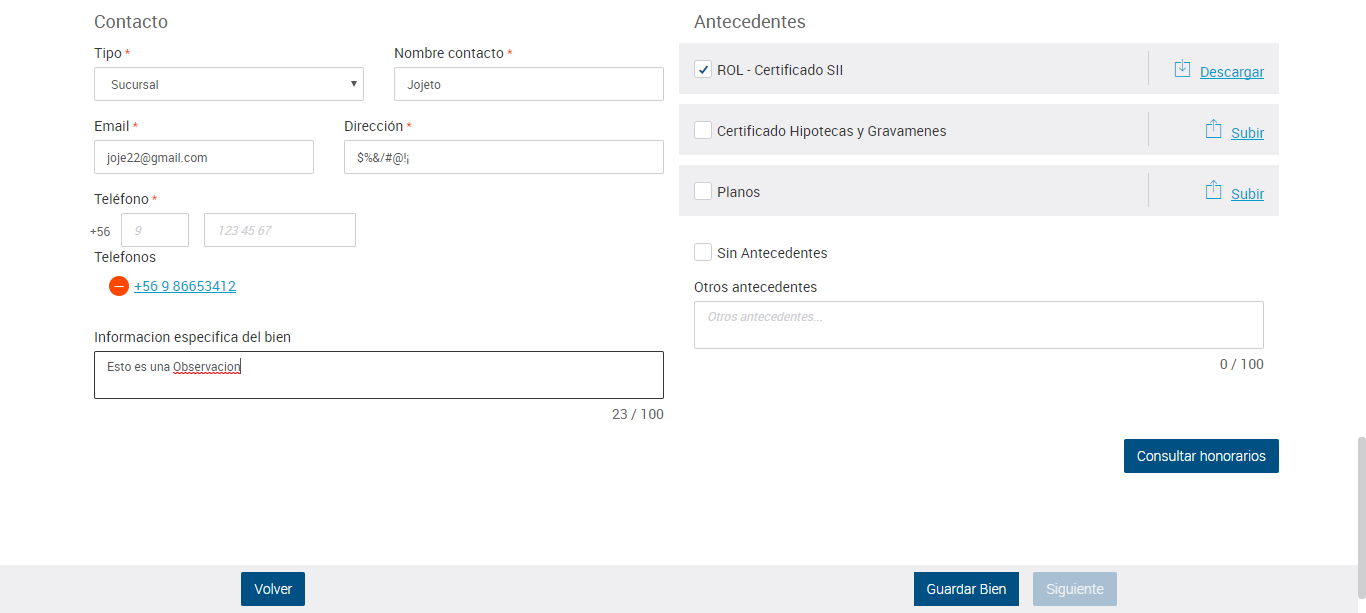 Contacto
Tipo *
Nombre contacto *
Sucursal
Jojeto
Email *
Dirección *
joje22@gmail.com
$%&/#@!¡
Teléfono *
+56
9
123 45 67
Telefonos
+56 9 86653412
Informacion especifica del bien
Esto es una Observacion
23 / 100
Antecedentes
ROL - Certificado SII
Descargar
Certificado Hipotecas y Gravamenes
Subir
Planos
Subir
Sin Antecedentes
Otros antecedentes
Otros antecedentes...
0 / 100
Consultar honorarios
Volver
Guardar Bien
Siguiente